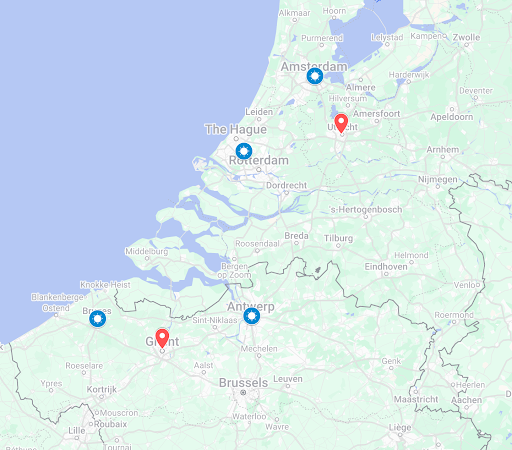 Alkmaar
Hoorn
Purmerend
Lelystad
Kampen
Zwolle
Amsterdam
Almere
Harderwijk
Hilversum
Deventer
Leiden
Amersfoort
Apeldoorn
The Hague
Utrecht
Rotterdam
Arnhem
Dordrecht
Nijmegen
's-Hertogenbosch
Breda
Tilburg
Roosendaal
Middelburg
Helmond
Bergen
op Zoom
Eindhoven
Knokke Heist
Venlo
Blankenberge
Ostend
Bruges
Antwerp
Roermond
Sint-Niklaas
Ghent
Mechelen
Roeselare
Aalst
Genk
Ypres
Kortrijk
Brussels
Leuven
Heerlen
Mouscron
Maastricht
Aachen
Roubaix
Waterloo
Wavre
Lille
Liège
Tournai